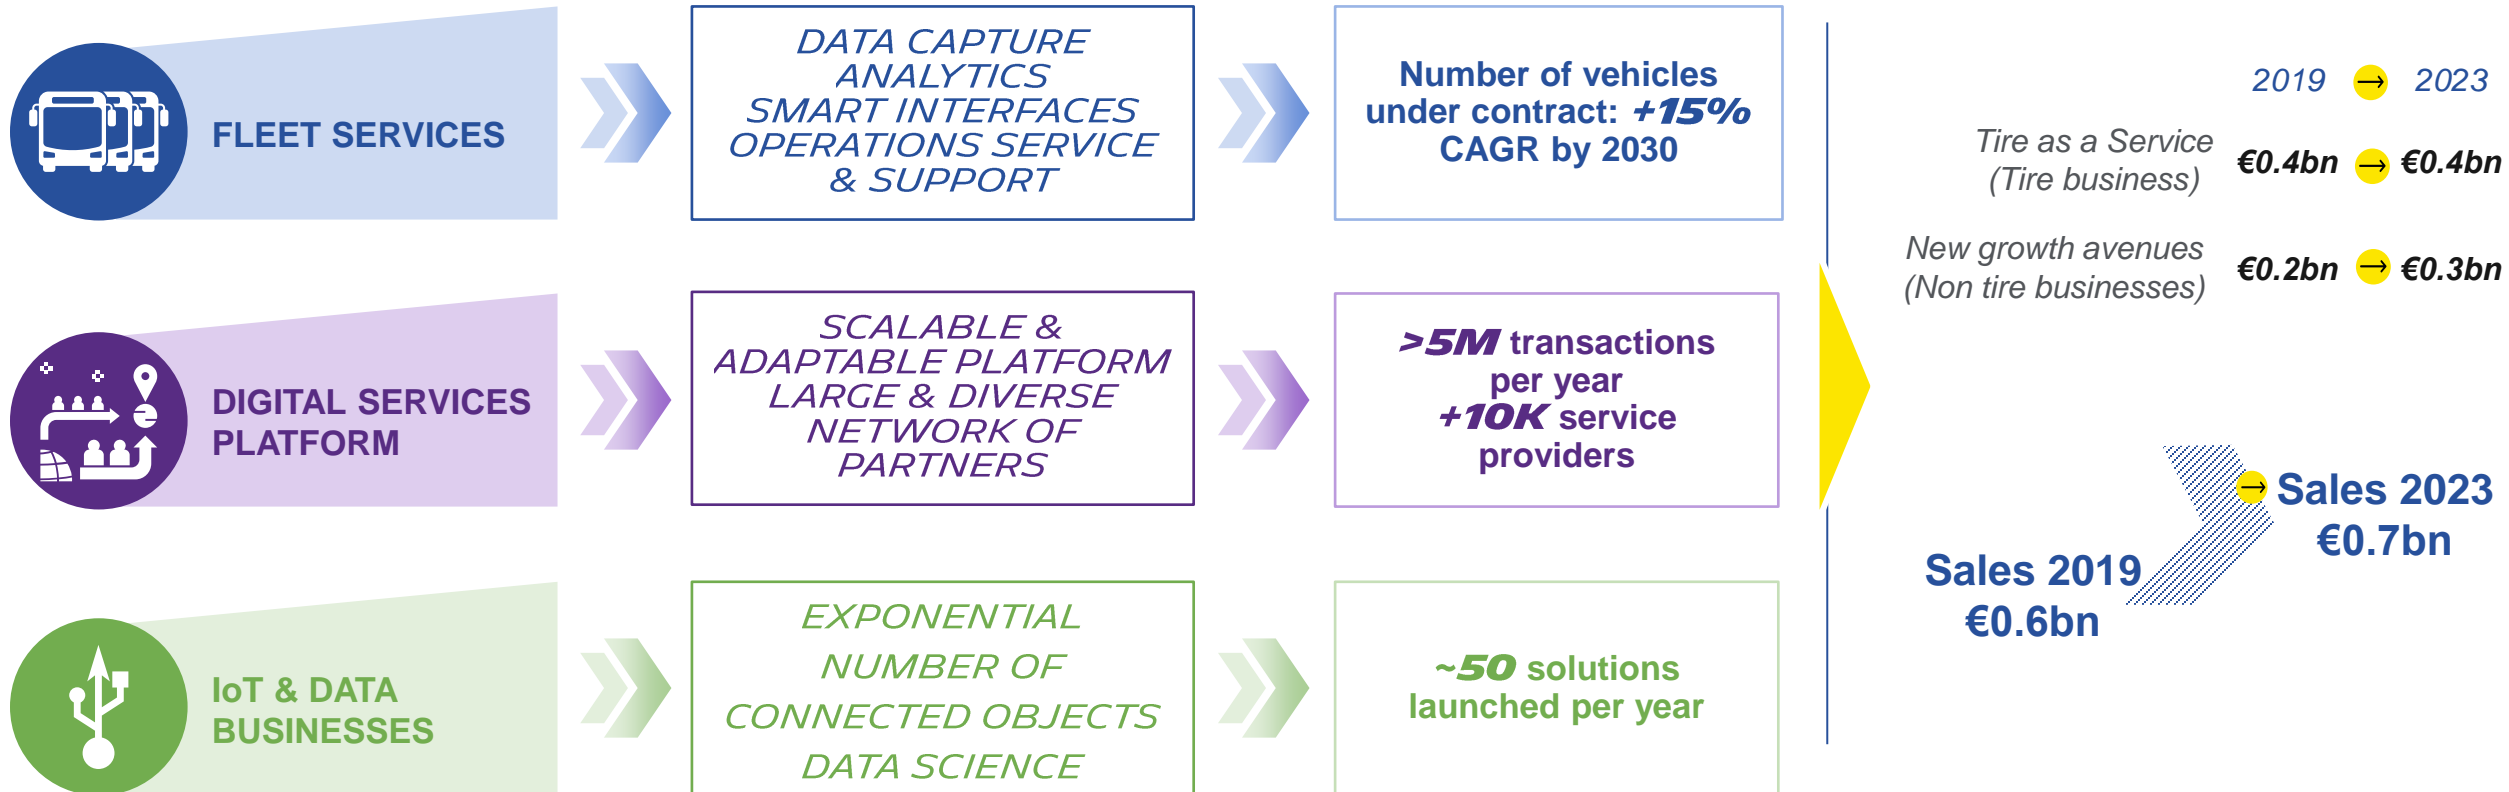 FLEET SERVICES
DATA CAPTURE
ANALYTICS
SMART INTERFACES
OPERATIONS SERVICE
& SUPPORT
Number of vehicles
under contract: +15%
CAGR by 2030
DIGITAL SERVICES
PLATFORM
SCALABLE &
ADAPTABLE PLATFORM
LARGE & DIVERSE
NETWORK OF
PARTNERS
>5M transactions
per year
+10K service
providers
IoT & DATA
BUSINESSES
EXPONENTIAL
NUMBER OF
CONNECTED OBJECTS
DATA SCIENCE
~50 solutions
launched per year
2019 → 2023
Tire as a Service
(Tire business)
€0.4bn → €0.4bn
New growth avenues
(Non tire businesses)
€0.2bn → €0.3bn
→ Sales 2023
€0.7bn
Sales 2019
€0.6bn